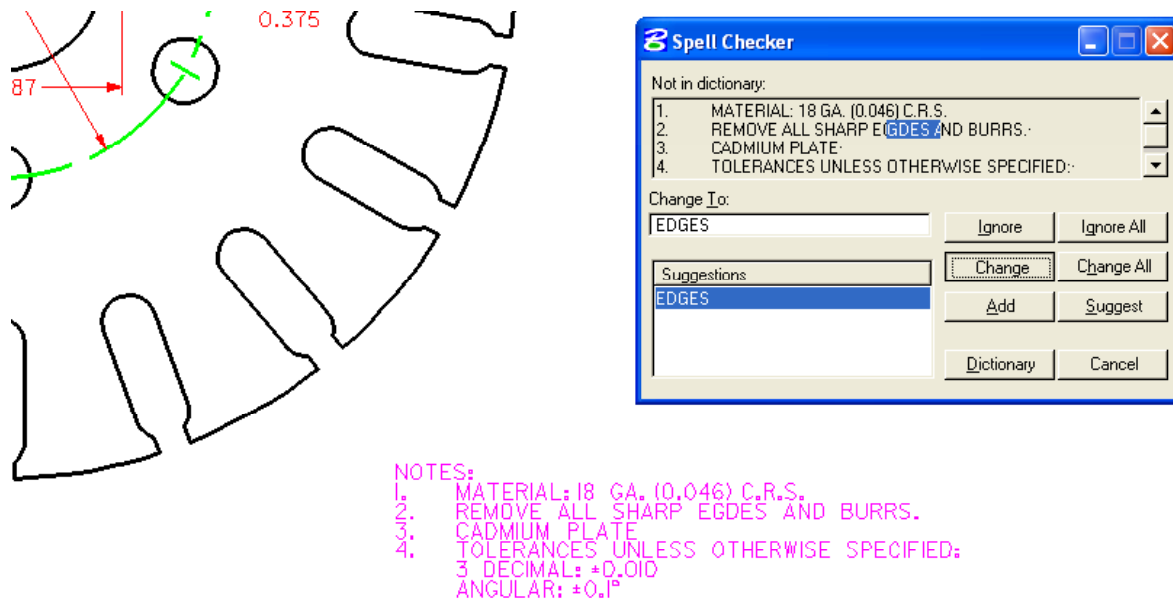 0.375
87
Spell Checker
Not in dictionary:
1. MATERIAL: 18 GA. (0.046) C.R.S.
2. REMOVE ALL SHARP EGDES AND BURRS.·
3. CADMIUM PLATE·
4. TOLERANCES UNLESS OTHERWISE SPECIFIED:·
Change To:
EDGES
Ignore Ignore All
Suggestions
Change Change All
EDGES
Add Suggest
Dictionary Cancel
NOTES:
1. MATERIAL: 18 GA. (0.046) C.R.S.
2. REMOVE ALL SHARP EGDES AND BURRS.
3. CADMIUM PLATE
4. TOLERANCES UNLESS OTHERWISE SPECIFIED:
3 DECIMAL: ±0.010
ANGULAR: ±0.1°